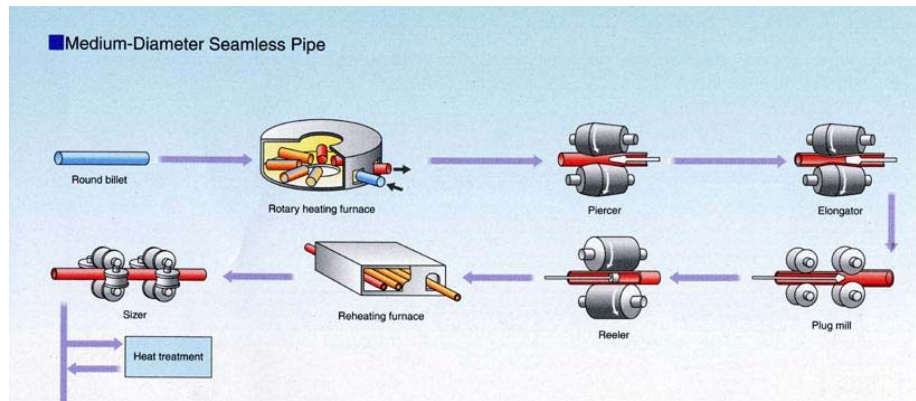 Medium-Diameter Seamless Pipe
Round billet
Rotary heating furnace
Piercer
Elongator
Sizer
Reheating furnace
Reeler
Plug mill
Heat treatment